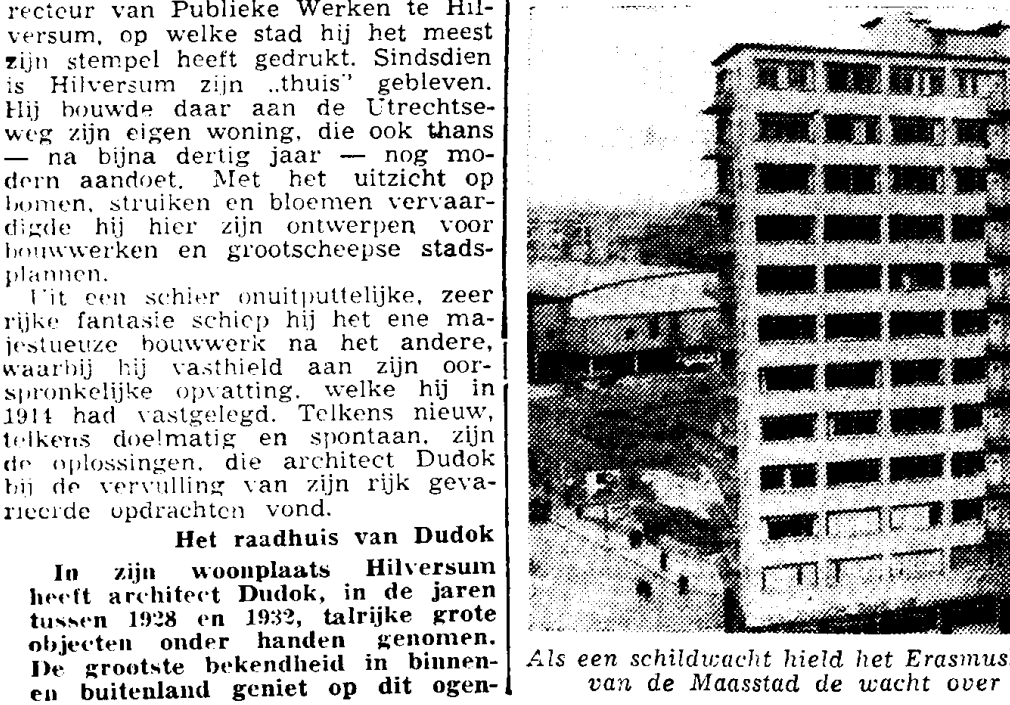 recteur van Publieke Werken te Hil-
versum, op welke stad hij het meest
zijn stempel heeft gedrukt. Sindsdien
is Hilversum zijn „thuis” gebleven.
Hij bouwde daar aan de Utrechtse-
weg zijn eigen woning, die ook thans
— na bijna dertig jaar — nog mo-
dern aandoet. Met het uitzicht op
bomen, struiken en bloemen vervaar-
digde hij hier zijn ontwerpen voor
bouwwerken en grootscheepse stads-
plannen.
Uit een schier onuitputtelijke, zeer
rijke fantasie schiep hij het ene ma-
jestueuze bouwwerk na het andere,
waarbij hij vasthield aan zijn oor-
spronkelijke opvatting, welke hij in
1914 had vastgelegd. Telkens nieuw,
telkens doelmatig en spontaan, zijn
de oplossingen, die architect Dudok
bij de vervulling van zijn rijk geva-
rieerde opdrachten vond.
Het raadhuis van Dudok
In zijn woonplaats Hilversum
heeft architect Dudok, in de jaren
tussen 1928 en 1932, talrijke grote
objecten onder handen genomen.
De grootste bekendheid in binnen-
en buitenland geniet op dit ogen-
Als een schildwacht hield het Erasmus
van de Maasstad de wacht over